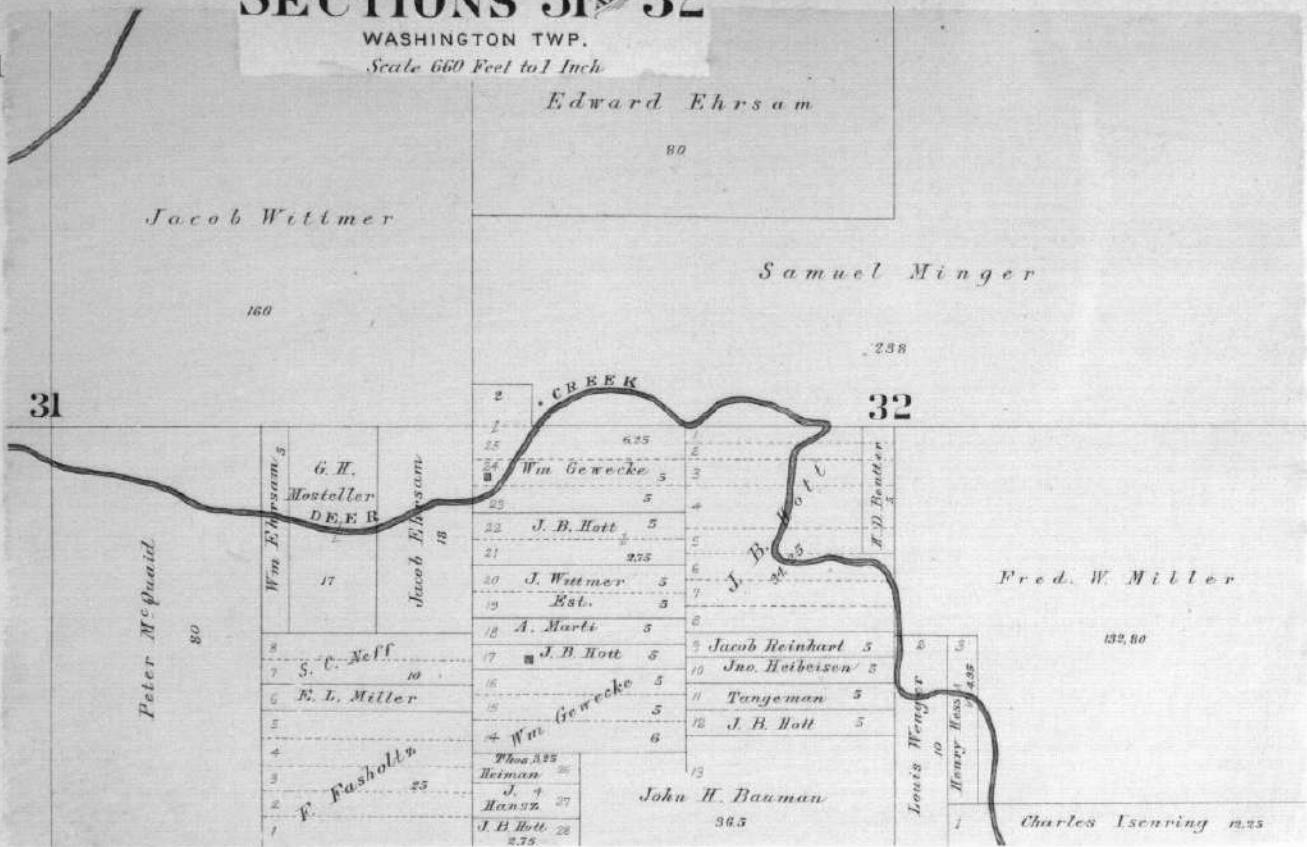 SECTIONS 31 & 32
WASHINGTON TWP.
Scale 660 Feet to 1 Inch
Edward Ehrsam
80
Jacob Wittmer
160
Samuel Minger
238
31
32
2
CREEK
1
25
6.25
24
Wm Gewecke 5
23
5
22
J. B. Hott 5
21
2.75
20
J. Wittmer 5
19
Est. 5
18
A. Marti 5
17
J. B Hott 5
16
5
15
Wm Gewecke
5
14
6
Thos 3.25
Heiman 26
J. 4
Hansz 27
J. B Hott 28
2.75
Wm Ehrsam 5
G. H.
Mosteller
DEER
17
Jacob Ehrsam
18
Peter McQuaid
80
8
S. C. Neff
7
10
6
E. L. Miller
5
4
3
F. Fasholtz
25
2
1
1
2
3
4
5
6
7
8
J. B. Hott
34.25
H. D. Beutter
5
9
Jacob Reinhart 5
10
Jno. Heibeisen 5
11
Tangeman 5
12
J. B. Hott 5
13
John H. Bauman
36.5
2
3
Louis Wenger
10
Henry Hess
4.35
1
Fred. W. Miller
132.80
Charles Isenring 12.25